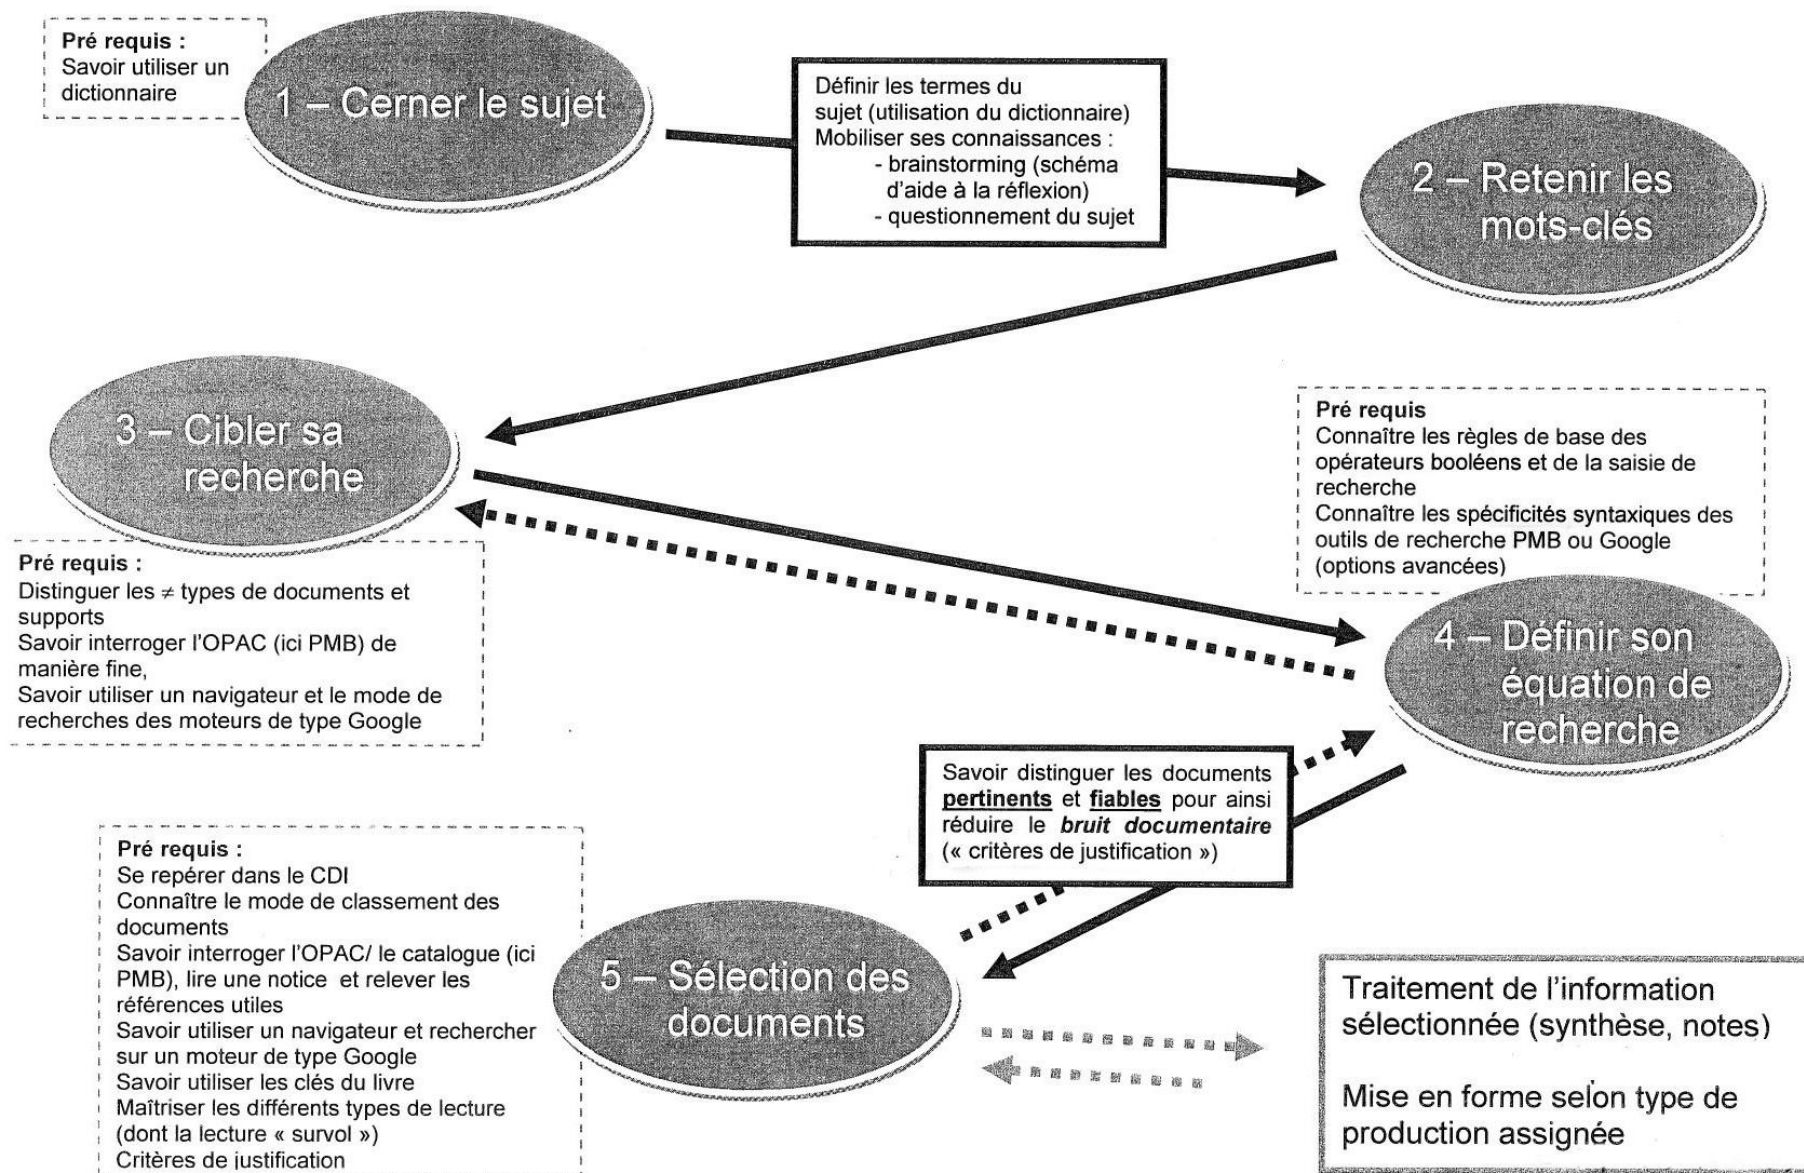 Pré requis :
Savoir utiliser un
dictionnaire
1 – Cerner le sujet
Définir les termes du
sujet (utilisation du dictionnaire)
Mobiliser ses connaissances :
- brainstorming (schéma
d'aide à la réflexion)
- questionnement du sujet
2 – Retenir les
mots-clés
3 – Cibler sa
recherche
Pré requis :
Distinguer les ≠ types de documents et
supports
Savoir interroger l'OPAC (ici PMB) de
manière fine,
Savoir utiliser un navigateur et le mode de
recherches des moteurs de type Google
Pré requis
Connaître les règles de base des
opérateurs booléens et de la saisie de
recherche
Connaître les spécificités syntaxiques des
outils de recherche PMB ou Google
(options avancées)
4 – Définir son
équation de
recherche
Savoir distinguer les documents
pertinents et fiables pour ainsi
réduire le bruit documentaire
(« critères de justification »)
Pré requis :
Se repérer dans le CDI
Connaître le mode de classement des
documents
Savoir interroger l'OPAC/ le catalogue (ici
PMB), lire une notice et relever les
références utiles
Savoir utiliser un navigateur et rechercher
sur un moteur de type Google
Savoir utiliser les clés du livre
Maîtriser les différents types de lecture
(dont la lecture « survol »)
Critères de justification
5 – Sélection des
documents
Traitement de l'information
sélectionnée (synthèse, notes)
Mise en forme selon type de
production assignée